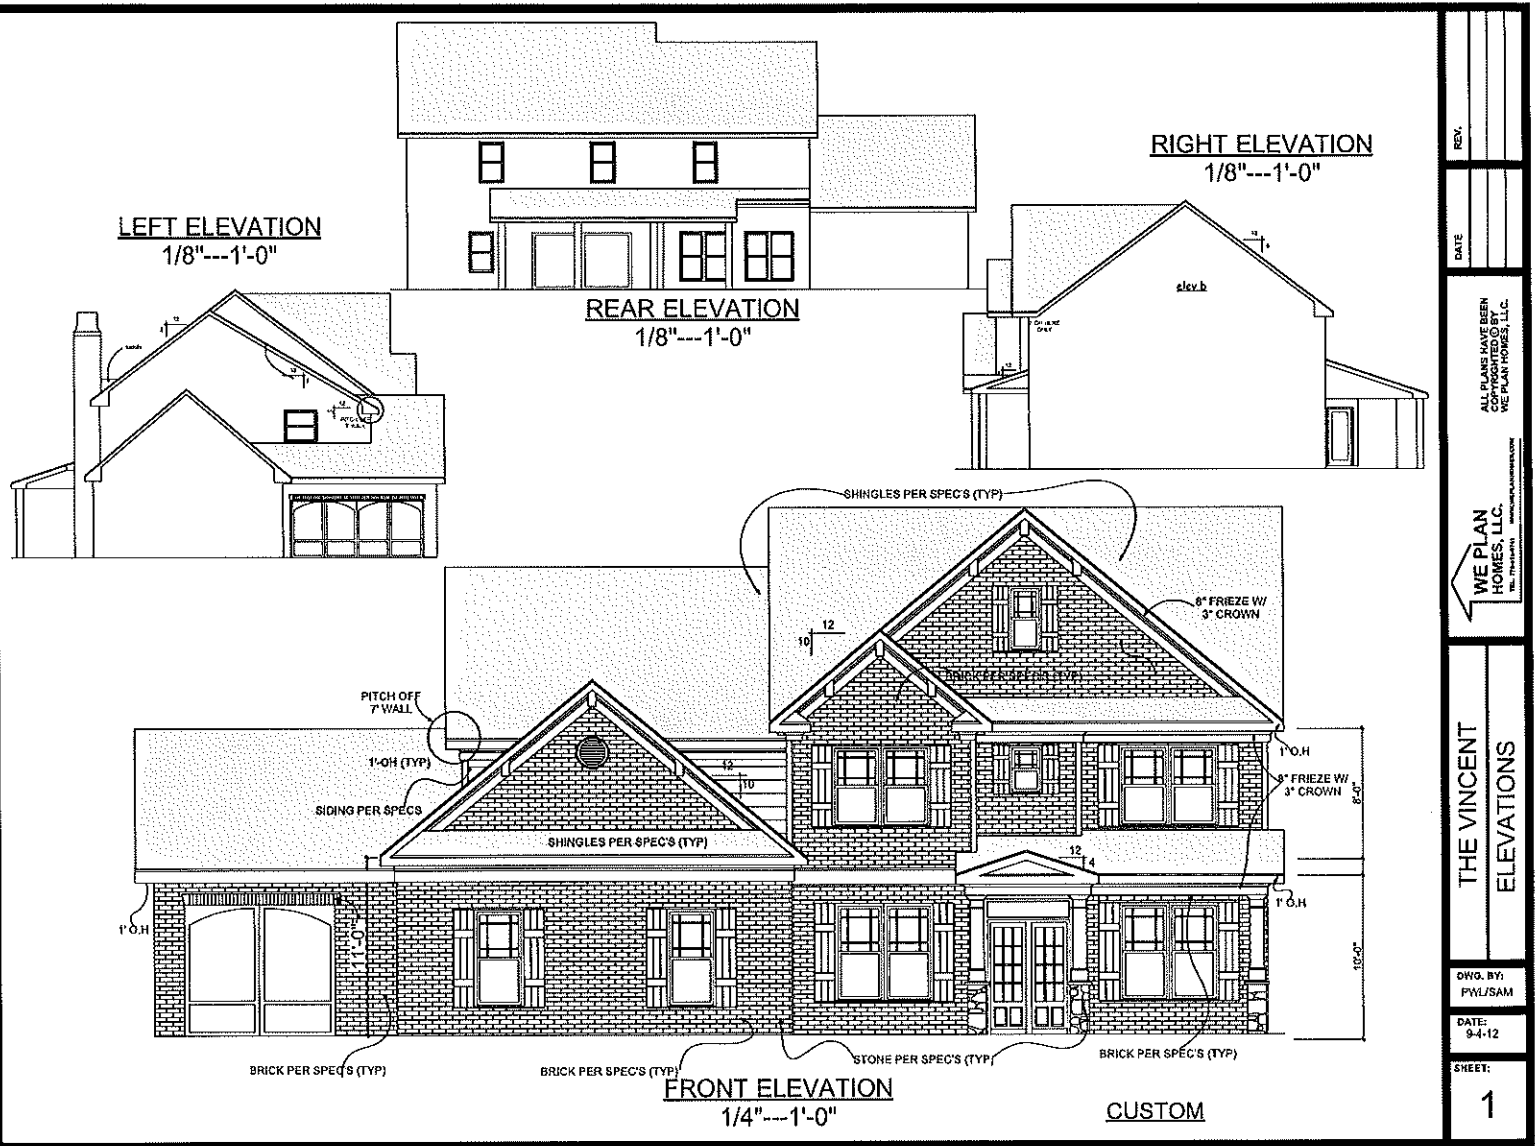 LEFT ELEVATION
1/8"---1'-0"
REAR ELEVATION
1/8"---1'-0"
RIGHT ELEVATION
1/8"---1'-0"
elev.b
12
12
12
12
SHINGLES PER SPEC'S (TYP)
8" FRIEZE W/
3" CROWN
12
10
BRICK PER SPEC'S (TYP)
PITCH OFF
7' WALL
1'-OH (TYP)
SIDING PER SPECS
12
10
SHINGLES PER SPEC'S (TYP)
1' O.H
8" FRIEZE W/
3" CROWN
8'-0"
12
4
1' O.H
1' O.H
11'-0"
10'-0"
BRICK PER SPEC'S (TYP)
BRICK PER SPEC'S (TYP)
STONE PER SPEC'S (TYP)
BRICK PER SPEC'S (TYP)
FRONT ELEVATION
1/4"---1'-0"
CUSTOM
REV.
DATE
ALL PLANS HAVE BEEN
COPYRIGHTED © BY
WE PLAN HOMES, LLC.
WE PLAN
HOMES, LLC.
THE VINCENT
ELEVATIONS
DWG. BY:
PWL/SAM
DATE:
9-4-12
SHEET:
1